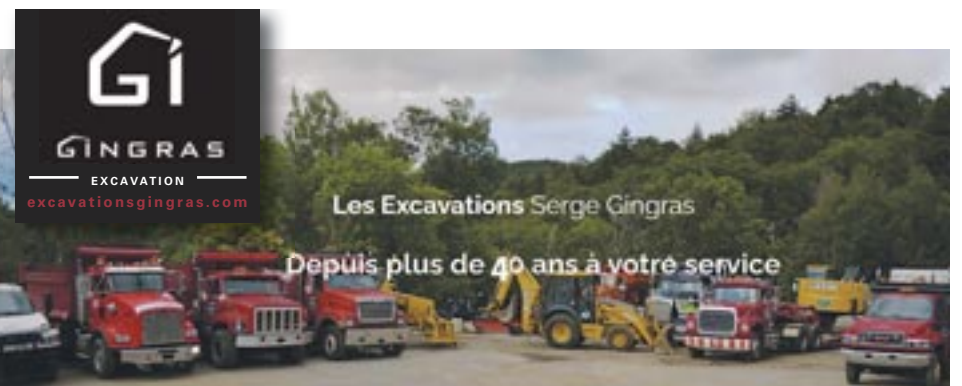 Gi
GINGRAS
EXCAVATION
excavationsgingras.com
Les Excavations Serge Gingras
Depuis plus de 40 ans à votre service